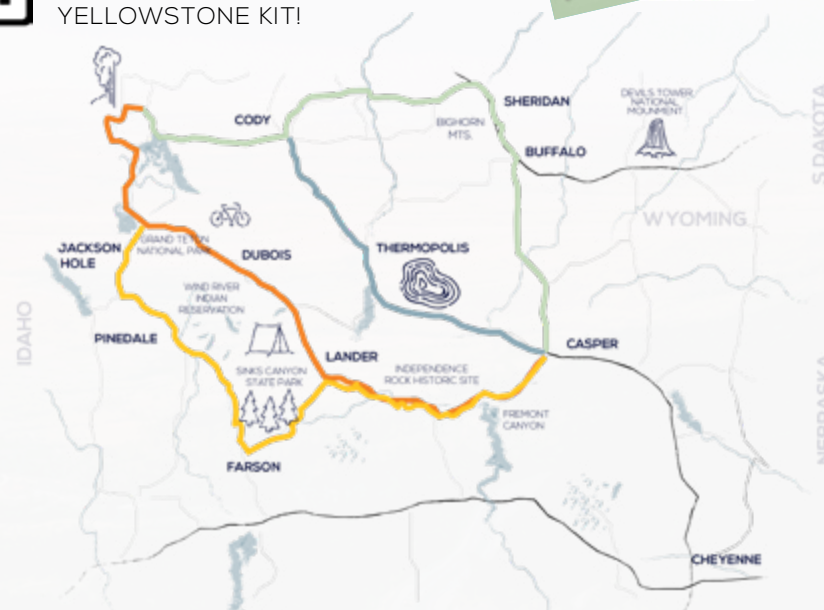 YELLOWSTONE KIT!
SHERIDAN
DEVILS TOWER
NATIONAL
MOUNMENT
CODY
BIGHORN
MTS.
BUFFALO
S DAKOTA
WYOMING
JACKSON
HOLE
GRAND TETON
NATIONAL PARK
DUBOIS
THERMOPOLIS
WIND RIVER
INDIAN
RESERVATION
IDAHO
PINEDALE
LANDER
CASPER
SINKS CANYON
STATE PARK
INDEPENDENCE
ROCK HISTORIC SITE
NEBRASKA
FREMONT
CANYON
FARSON
CHEYENNE